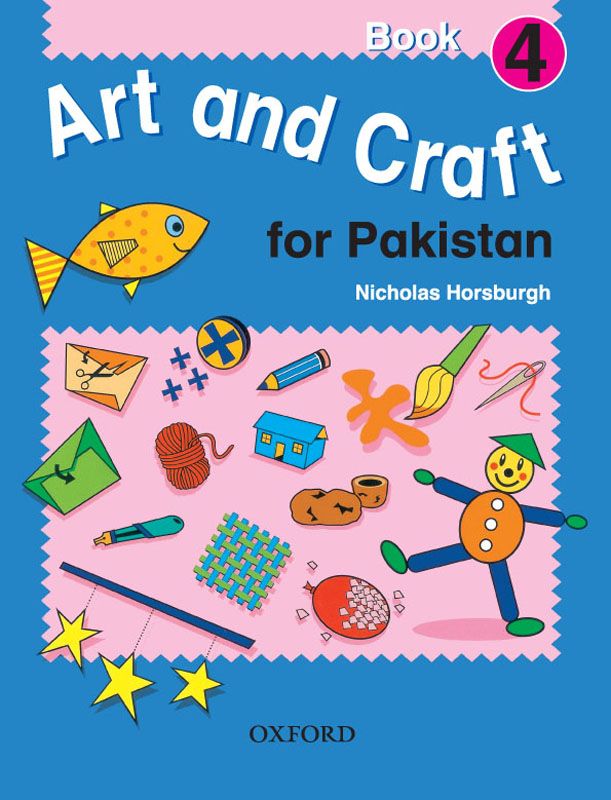 Book 4
Art and Craft
for Pakistan
Nicholas Horsburgh
OXFORD